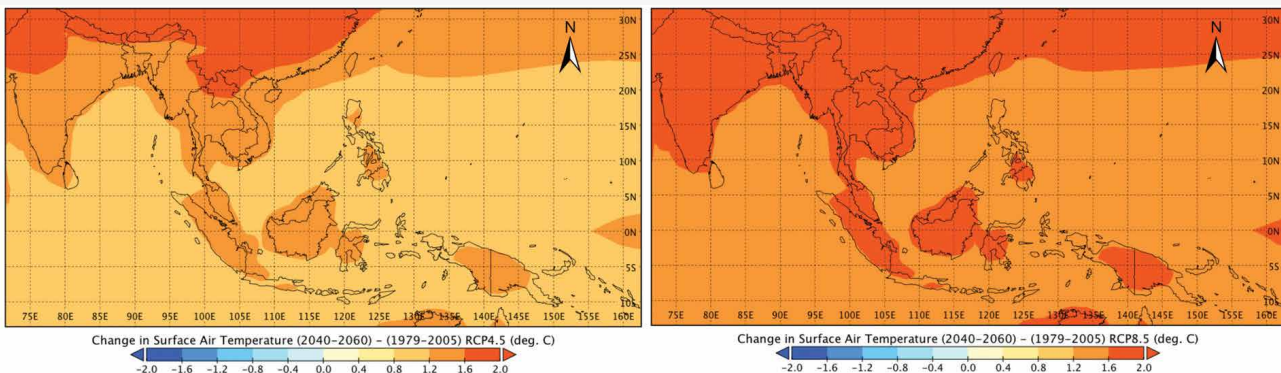 N
30N
25N
20N
15N
10N
5N
0N
5S
10S
75E 80E 85E 90E 95E 100E 105E 110E 115E 120E 125E 130E 135E 140E 145E 150E 155E 160E
Change in Surface Air Temperature (2040–2060) – (1979–2005) RCP4.5 (deg. C)
−2.0 −1.6 −1.2 −0.8 −0.4 0.0 0.4 0.8 1.2 1.6 2.0
N
30N
25N
20N
15N
10N
5N
0N
5S
10S
75E 80E 85E 90E 95E 100E 105E 110E 115E 120E 125E 130E 135E 140E 145E 150E 155E 160E
Change in Surface Air Temperature (2040–2060) – (1979–2005) RCP8.5 (deg. C)
−2.0 −1.6 −1.2 −0.8 −0.4 0.0 0.4 0.8 1.2 1.6 2.0